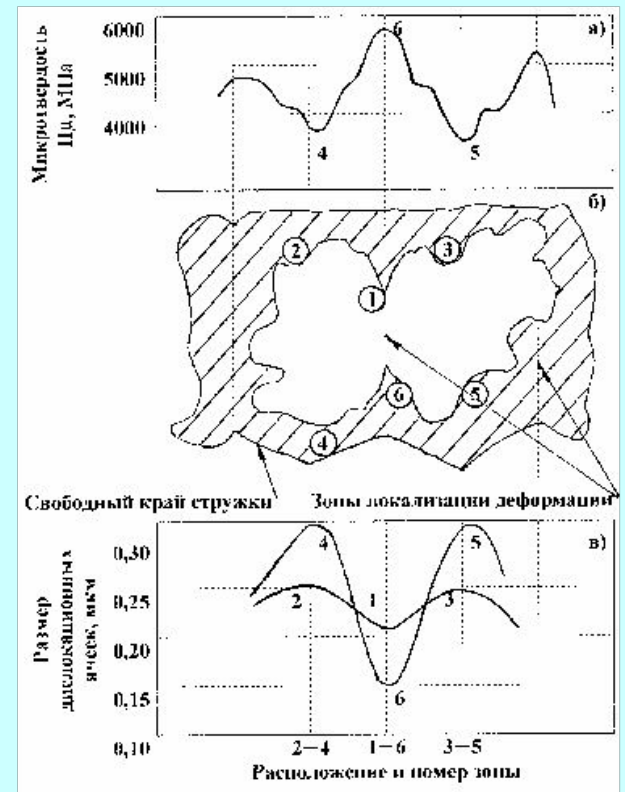 6000
5000
4000
Микротвердость
Нд, МПа
а)
6
4
5
б)
2
3
1
6
5
4
Свободный край стружки
Зоны локализации деформации
в)
0,30
0,25
0,20
0,15
0,10
Размер
дислокационных
ячеек, мкм
4
5
2
1
3
6
2–4
1–6
3–5
Расположение и номер зоны